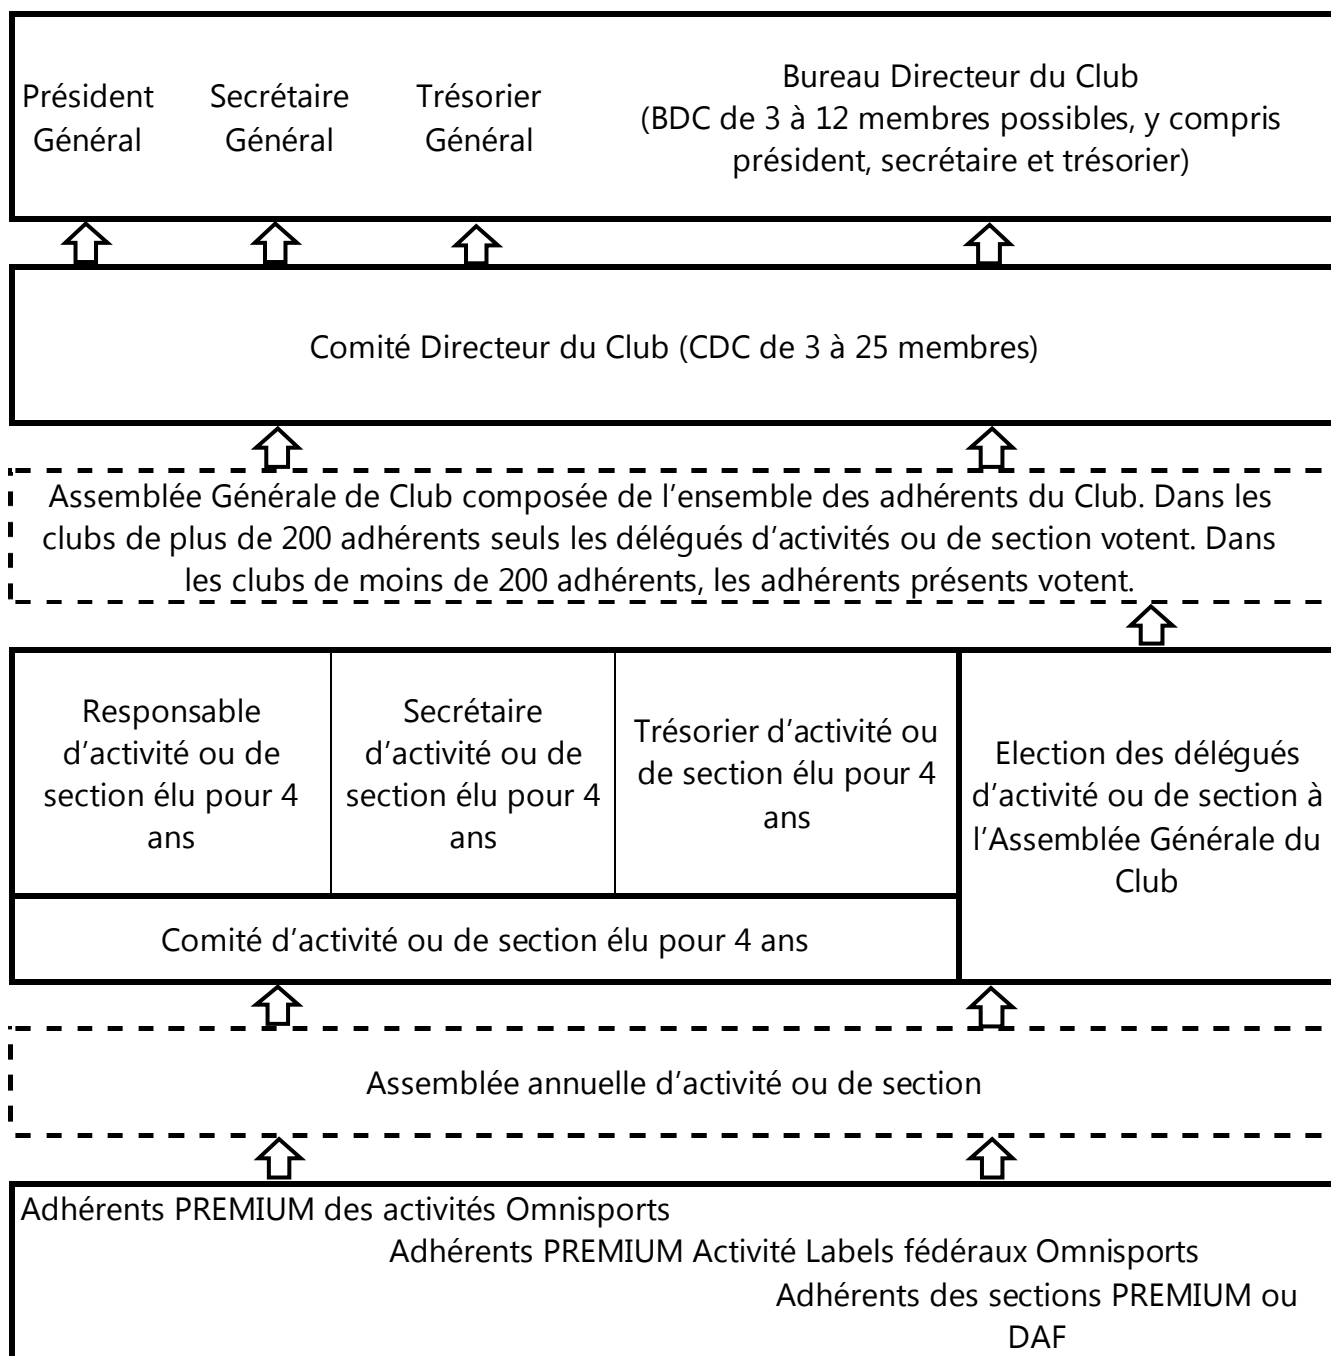 Président
Général
Secrétaire
Général
Trésorier
Général
Bureau Directeur du Club
(BDC de 3 à 12 membres possibles, y compris
président, secrétaire et trésorier)
Comité Directeur du Club (CDC de 3 à 25 membres)
Assemblée Générale de Club composée de l’ensemble des adhérents du Club. Dans les
clubs de plus de 200 adhérents seuls les délégués d’activités ou de section votent. Dans
les clubs de moins de 200 adhérents, les adhérents présents votent.
Responsable
d’activité ou de
section élu pour 4
ans
Secrétaire
d’activité ou de
section élu pour 4
ans
Trésorier d’activité ou
de section élu pour 4
ans
Election des délégués
d’activité ou de section à
l’Assemblée Générale du
Club
Comité d’activité ou de section élu pour 4 ans
Assemblée annuelle d’activité ou de section
Adhérents PREMIUM des activités Omnisports
Adhérents PREMIUM Activité Labels fédéraux Omnisports
Adhérents des sections PREMIUM ou
DAF